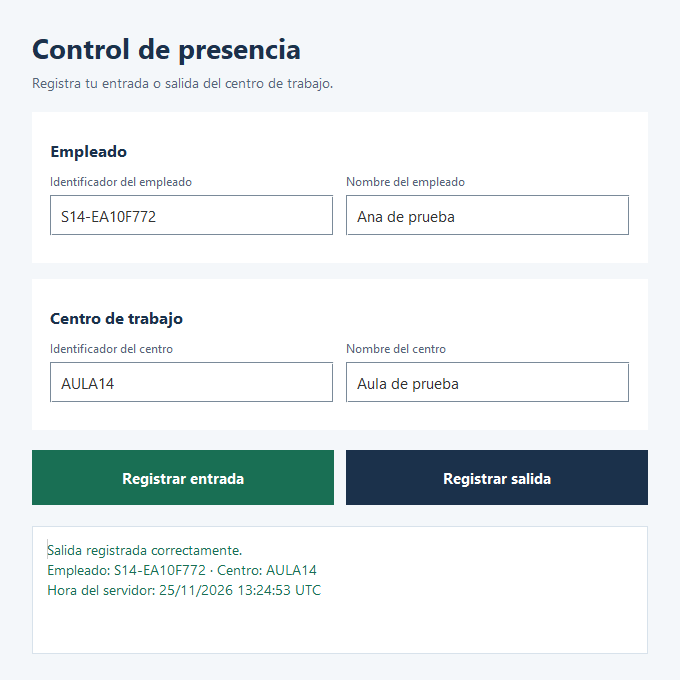 Control de presencia
Registra tu entrada o salida del centro de trabajo.
Empleado
Identificador del empleado
Nombre del empleado
S14-EA10F772
Ana de prueba
Centro de trabajo
Identificador del centro
Nombre del centro
AULA14
Aula de prueba
Registrar entrada
Registrar salida
Salida registrada correctamente.
Empleado: S14-EA10F772 · Centro: AULA14
Hora del servidor: 25/11/2026 13:24:53 UTC